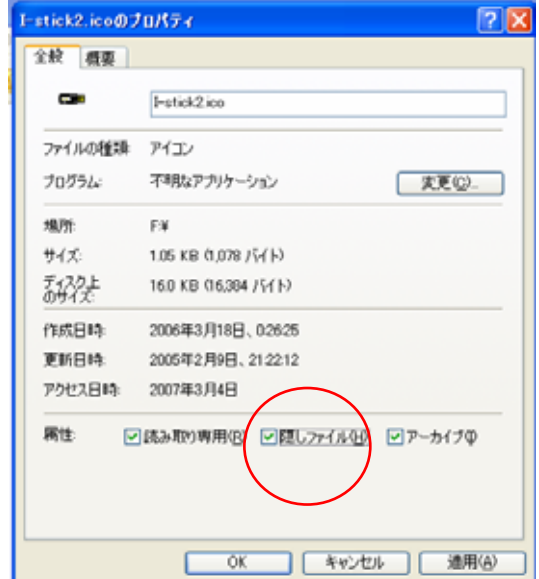 I-stick2.icoのプロパティ
全般 概要
I-stick2.ico
ファイルの種類: アイコン
プログラム: 不明なアプリケーション 変更(C)...
場所: F:¥
サイズ: 1.05 KB (1,078 バイト)
ディスク上のサイズ: 16.0 KB (16,384 バイト)
作成日時: 2006年3月18日、0:26:25
更新日時: 2005年2月9日、21:22:12
アクセス日時: 2007年3月4日
属性: 読み取り専用(R) 隠しファイル(H) アーカイブ(I)
OK キャンセル 適用(A)